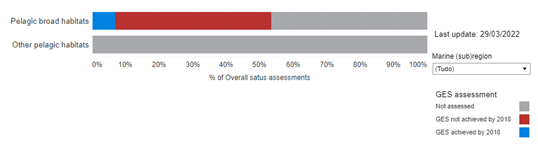 Pelagic broad habitats
Other pelagic habitats
0% 10% 20% 30% 40% 50% 60% 70% 80% 90% 100%
% of Overall satus assessments
Last update: 29/03/2022
Marine (sub)region
(Tudo)
GES assessment
Not assessed
GES not achieved by 2018
GES achieved by 2018